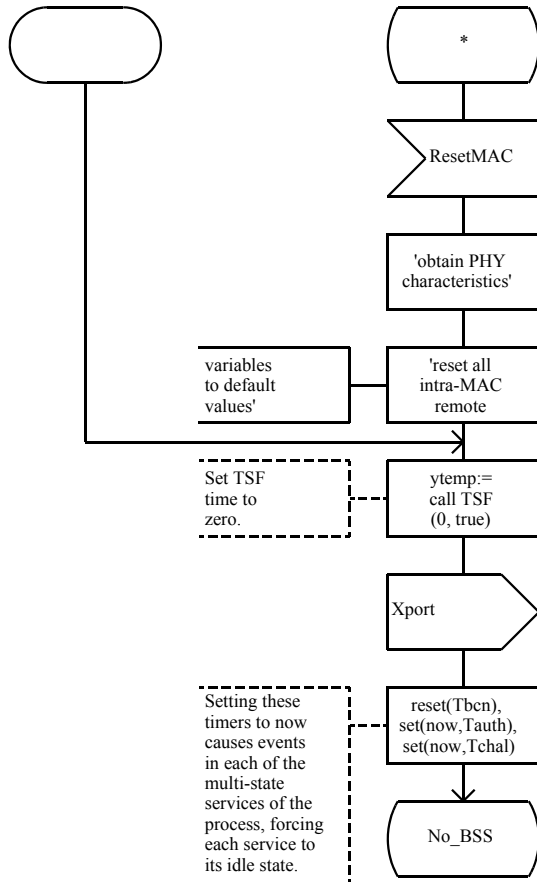 *
ResetMAC
'obtain PHY
characteristics'
variables
to default
values'
'reset all
intra-MAC
remote
Set TSF
time to
zero.
ytemp:=
call TSF
(0, true)
Xport
Setting these
timers to now
causes events
in each of the
multi-state
services of the
process, forcing
each service to
its idle state.
reset(Tbcn),
set(now,Tauth),
set(now,Tchal)
No_BSS